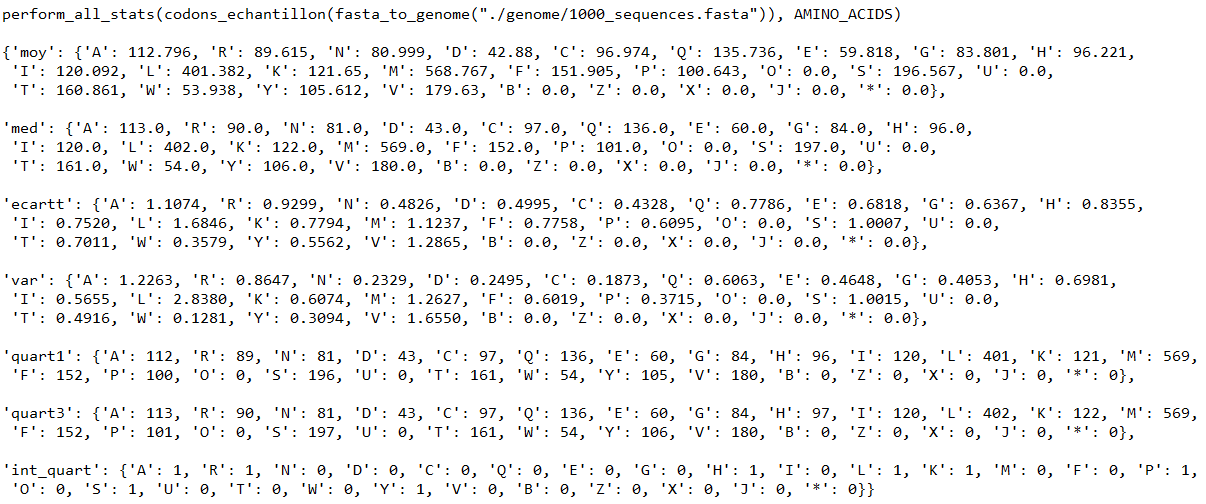 perform_all_stats(codons_echantillon(fasta_to_genome("./genome/1000_sequences.fasta")), AMINO_ACIDS)
{'moy': {'A': 112.796, 'R': 89.615, 'N': 80.999, 'D': 42.88, 'C': 96.974, 'Q': 135.736, 'E': 59.818, 'G': 83.801, 'H': 96.221,
'I': 120.092, 'L': 401.382, 'K': 121.65, 'M': 568.767, 'F': 151.905, 'P': 100.643, 'O': 0.0, 'S': 196.567, 'U': 0.0,
'T': 160.861, 'W': 53.938, 'Y': 105.612, 'V': 179.63, 'B': 0.0, 'Z': 0.0, 'X': 0.0, 'J': 0.0, '*': 0.0},
'med': {'A': 113.0, 'R': 90.0, 'N': 81.0, 'D': 43.0, 'C': 97.0, 'Q': 136.0, 'E': 60.0, 'G': 84.0, 'H': 96.0,
'I': 120.0, 'L': 402.0, 'K': 122.0, 'M': 569.0, 'F': 152.0, 'P': 101.0, 'O': 0.0, 'S': 197.0, 'U': 0.0,
'T': 161.0, 'W': 54.0, 'Y': 106.0, 'V': 180.0, 'B': 0.0, 'Z': 0.0, 'X': 0.0, 'J': 0.0, '*': 0.0},
'ecartt': {'A': 1.1074, 'R': 0.9299, 'N': 0.4826, 'D': 0.4995, 'C': 0.4328, 'Q': 0.7786, 'E': 0.6818, 'G': 0.6367, 'H': 0.8355,
'I': 0.7520, 'L': 1.6846, 'K': 0.7794, 'M': 1.1237, 'F': 0.7758, 'P': 0.6095, 'O': 0.0, 'S': 1.0007, 'U': 0.0,
'T': 0.7011, 'W': 0.3579, 'Y': 0.5562, 'V': 1.2865, 'B': 0.0, 'Z': 0.0, 'X': 0.0, 'J': 0.0, '*': 0.0},
'var': {'A': 1.2263, 'R': 0.8647, 'N': 0.2329, 'D': 0.2495, 'C': 0.1873, 'Q': 0.6063, 'E': 0.4648, 'G': 0.4053, 'H': 0.6981,
'I': 0.5655, 'L': 2.8380, 'K': 0.6074, 'M': 1.2627, 'F': 0.6019, 'P': 0.3715, 'O': 0.0, 'S': 1.0015, 'U': 0.0,
'T': 0.4916, 'W': 0.1281, 'Y': 0.3094, 'V': 1.6550, 'B': 0.0, 'Z': 0.0, 'X': 0.0, 'J': 0.0, '*': 0.0},
'quart1': {'A': 112, 'R': 89, 'N': 81, 'D': 43, 'C': 97, 'Q': 136, 'E': 60, 'G': 84, 'H': 96, 'I': 120, 'L': 401, 'K': 121, 'M': 569,
'F': 152, 'P': 100, 'O': 0, 'S': 196, 'U': 0, 'T': 161, 'W': 54, 'Y': 105, 'V': 180, 'B': 0, 'Z': 0, 'X': 0, 'J': 0, '*': 0},
'quart3': {'A': 113, 'R': 90, 'N': 81, 'D': 43, 'C': 97, 'Q': 136, 'E': 60, 'G': 84, 'H': 97, 'I': 120, 'L': 402, 'K': 122, 'M': 569,
'F': 152, 'P': 101, 'O': 0, 'S': 197, 'U': 0, 'T': 161, 'W': 54, 'Y': 106, 'V': 180, 'B': 0, 'Z': 0, 'X': 0, 'J': 0, '*': 0},
'int_quart': {'A': 1, 'R': 1, 'N': 0, 'D': 0, 'C': 0, 'Q': 0, 'E': 0, 'G': 0, 'H': 1, 'I': 0, 'L': 1, 'K': 1, 'M': 0, 'F': 0, 'P': 1,
'O': 0, 'S': 1, 'U': 0, 'T': 0, 'W': 0, 'Y': 1, 'V': 0, 'B': 0, 'Z': 0, 'X': 0, 'J': 0, '*': 0}}